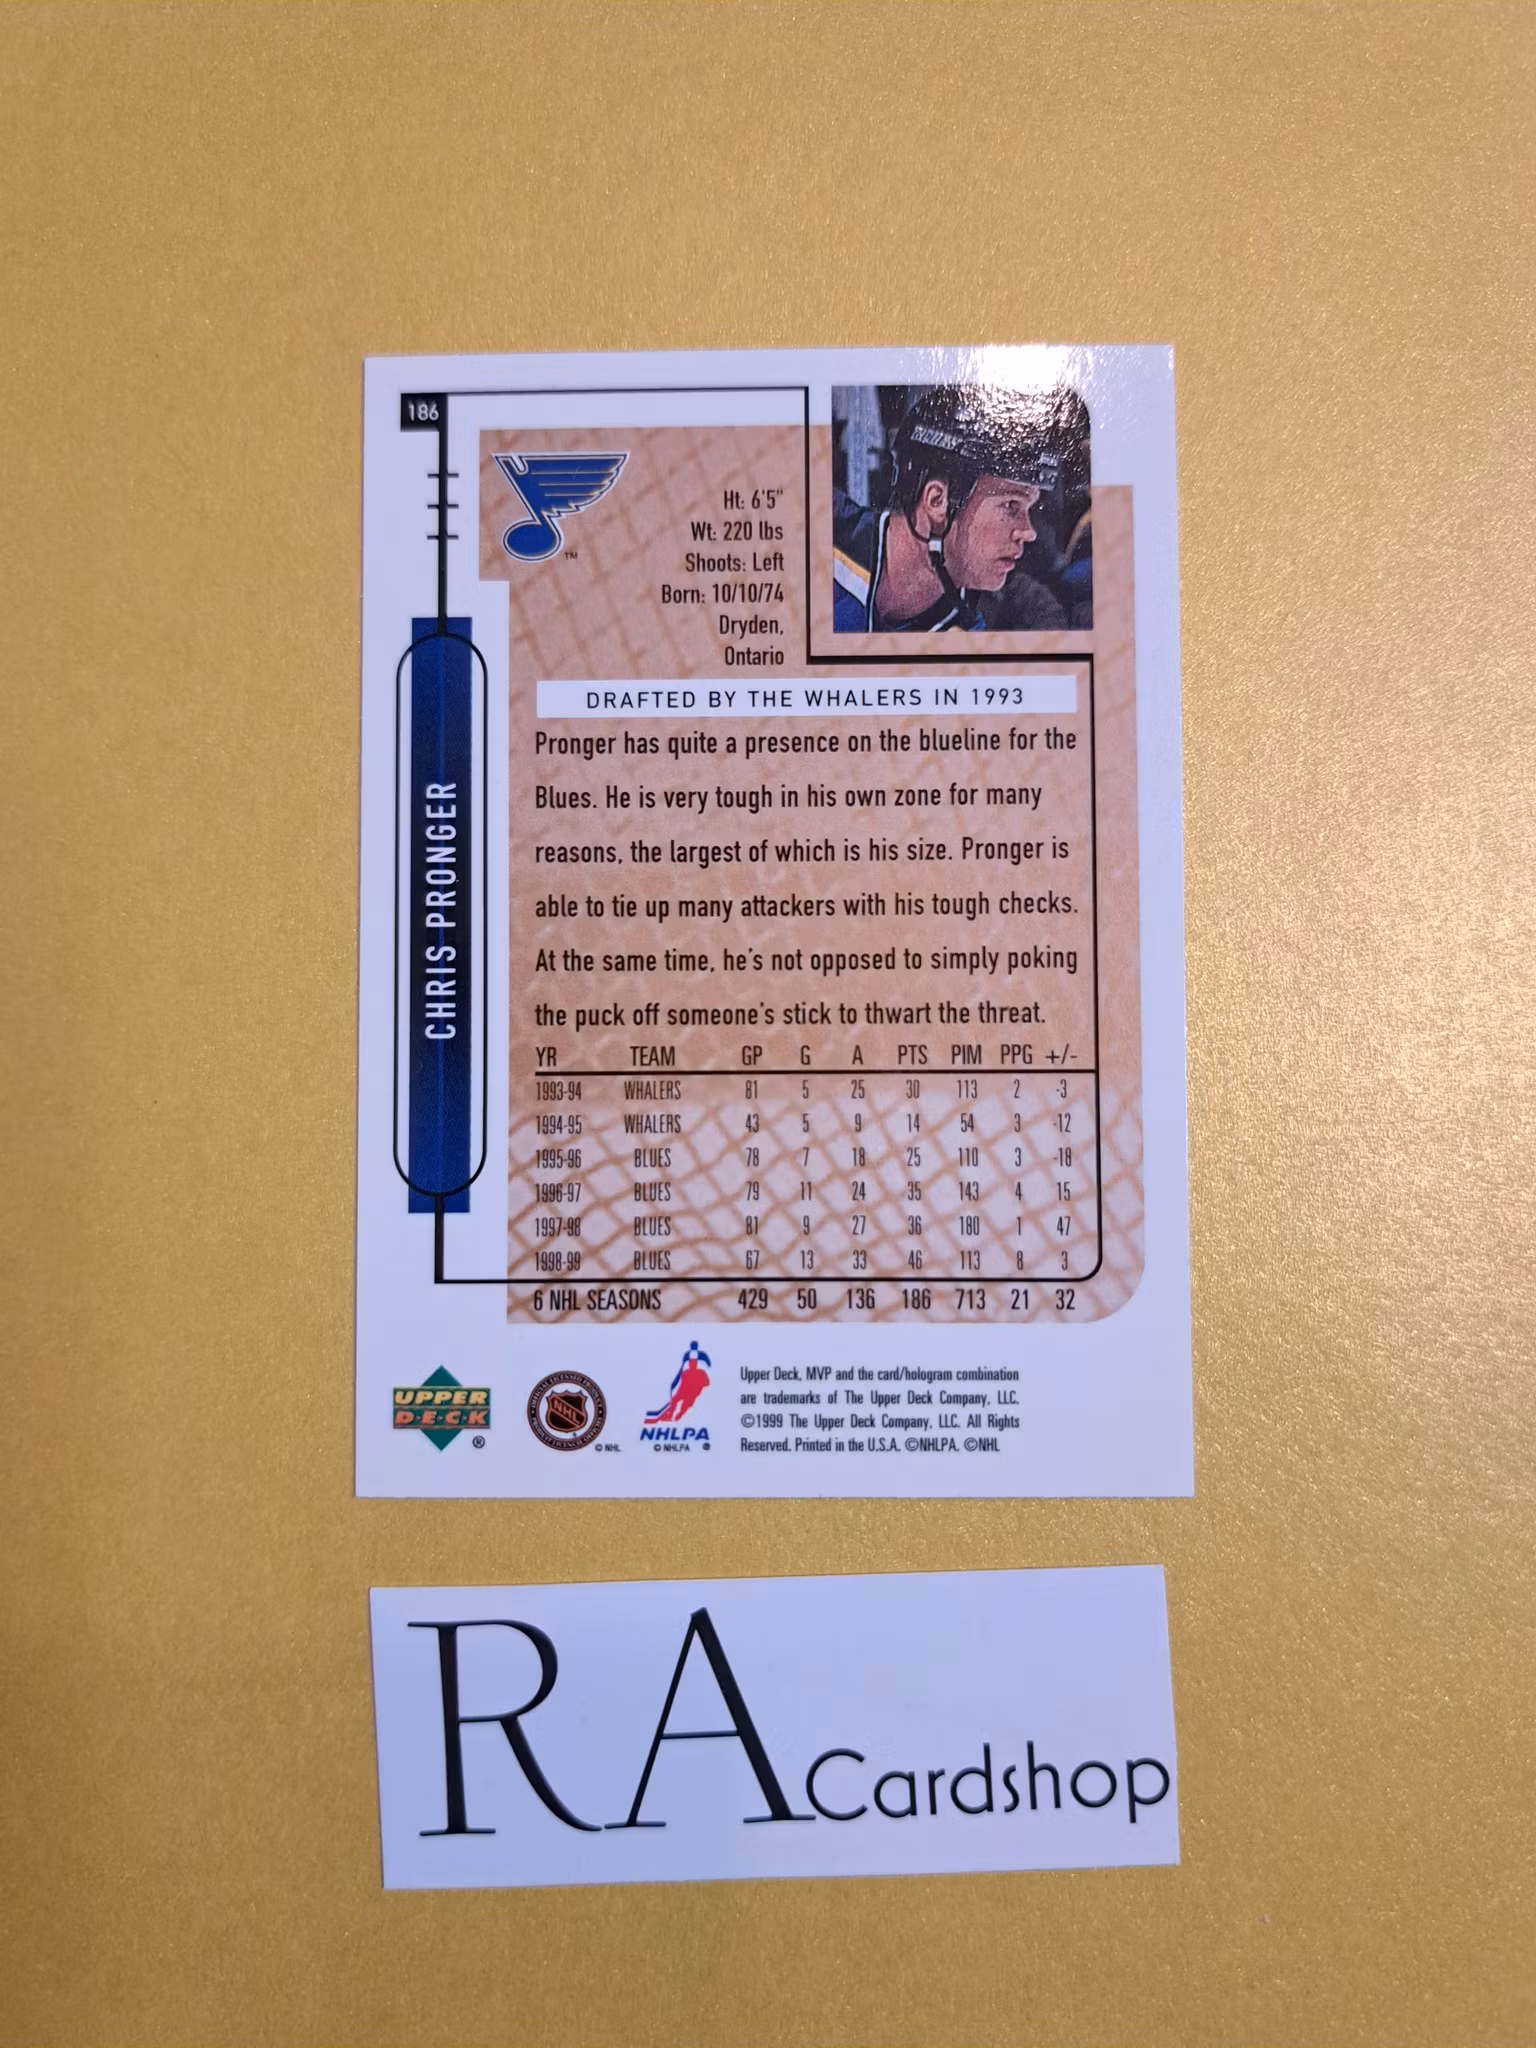 186
TM
Ht: 6'5"
Wt: 220 lbs
Shoots: Left
Born: 10/10/74
Dryden,
Ontario
CHRIS PRONGER
DRAFTED BY THE WHALERS IN 1993
Pronger has quite a presence on the blueline for the
Blues. He is very tough in his own zone for many
reasons, the largest of which is his size. Pronger is
able to tie up many attackers with his tough checks.
At the same time, he's not opposed to simply poking
the puck off someone's stick to thwart the threat.
YR TEAM GP G A PTS PIM PPG +/-
1993-94 WHALERS 81 5 25 30 113 2 -3
1994-95 WHALERS 43 5 9 14 54 3 -12
1995-96 BLUES 78 7 18 25 110 3 -18
1996-97 BLUES 79 11 24 35 143 4 15
1997-98 BLUES 81 9 27 36 180 1 47
1998-99 BLUES 67 13 33 46 113 8 3
6 NHL SEASONS 429 50 136 186 713 21 32
UPPER
D·E·C·K
®
NHL
© NHL
NHLPA
© NHLPA ®
Upper Deck, MVP and the card/hologram combination
are trademarks of The Upper Deck Company, LLC.
©1999 The Upper Deck Company, LLC. All Rights
Reserved. Printed in the U.S.A. ©NHLPA. ©NHL
RA Cardshop